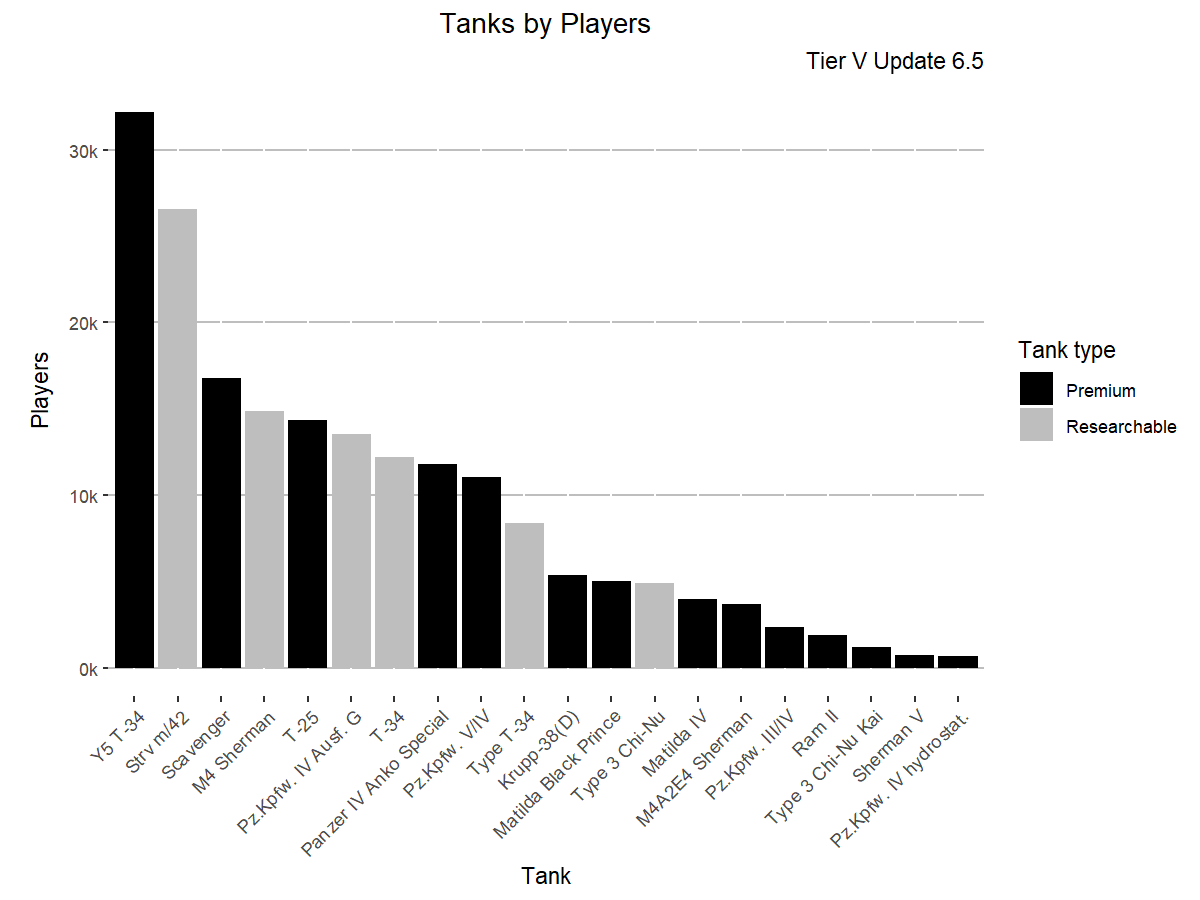 Tanks by Players
Tier V Update 6.5
Players
30k
20k
10k
0k
Y5 T-34
Strv m/42
Scavenger
M4 Sherman
T-25
Pz.Kpfw. IV Ausf. G
T-34
Panzer IV Anko Special
Pz.Kpfw. V/IV
Type T-34
Krupp-38(D)
Matilda Black Prince
Type 3 Chi-Nu
Matilda IV
M4A2E4 Sherman
Pz.Kpfw. III/IV
Ram II
Type 3 Chi-Nu Kai
Sherman V
Pz.Kpfw. IV hydrostat.
Tank
Tank type
Premium
Researchable